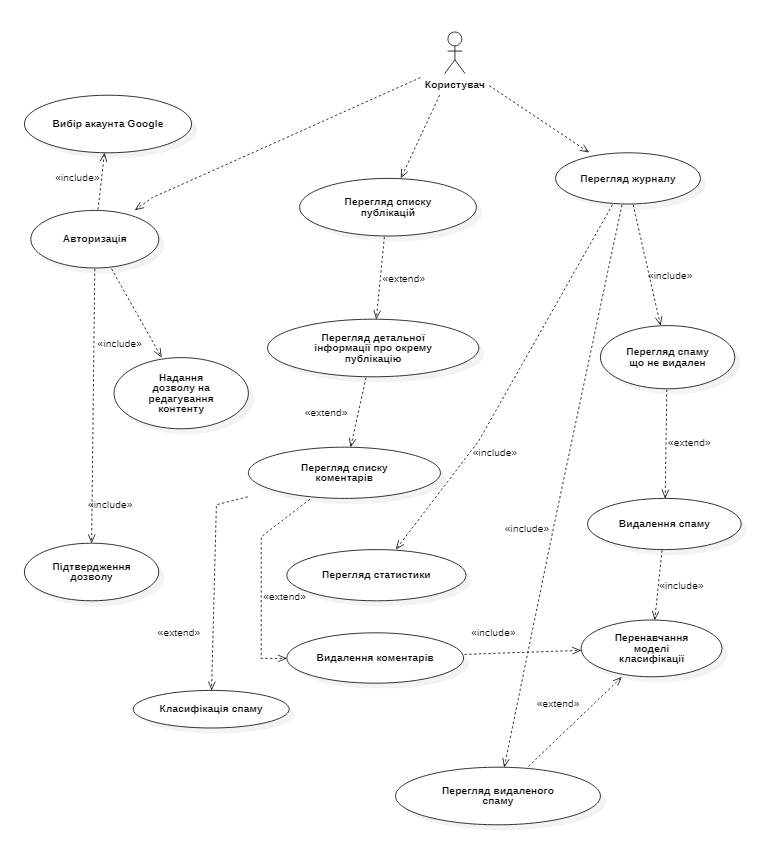 Користувач
Вибір акаунта Google
«include»
Перегляд журналу
Перегляд списку
публікацій
Авторизація
«extend»
«include»
«include»
Перегляд детальної
інформації про окрему
публікацію
Перегляд спаму
що не видален
Надання
дозволу на
редагування
контенту
«extend»
«extend»
«include»
Перегляд списку
коментарів
«include»
«include»
Видалення спаму
Підтвердження
дозволу
Перегляд статистики
«include»
«extend»
«extend»
«include»
Перенавчання
моделі
класифікації
Видалення коментарів
«extend»
Класифікація спаму
Перегляд видаленого
спаму